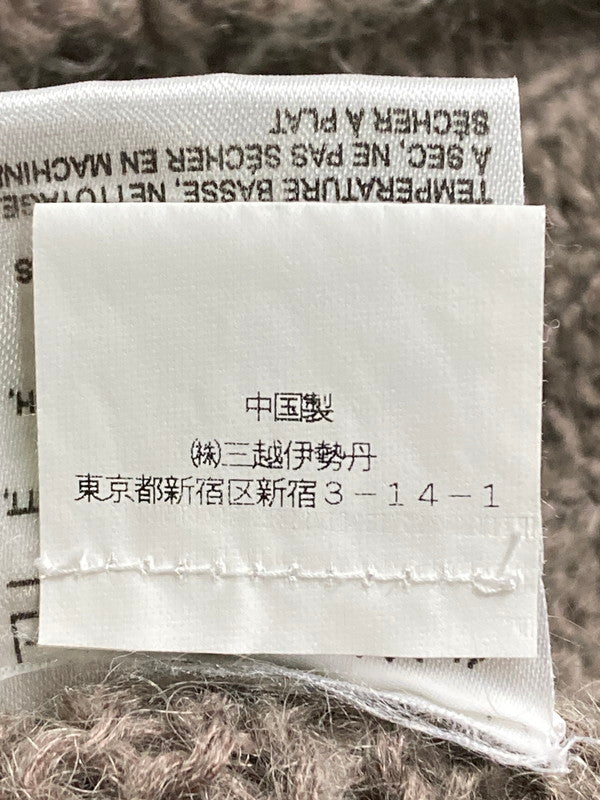 中国製
㈱三越伊勢丹
東京都新宿区新宿3-14-1
TEMPERATURE BASSE, NETTOYAGE
À SEC, NE PAS SÉCHER EN MACHINE
SÉCHER À PLAT